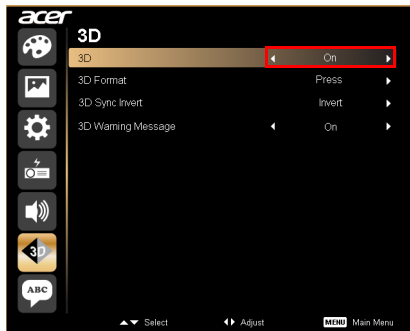 acer
3D
3D On
3D Format Press
3D Sync Invert Invert
3D Warning Message On
3D
ABC
Select Adjust MENU Main Menu